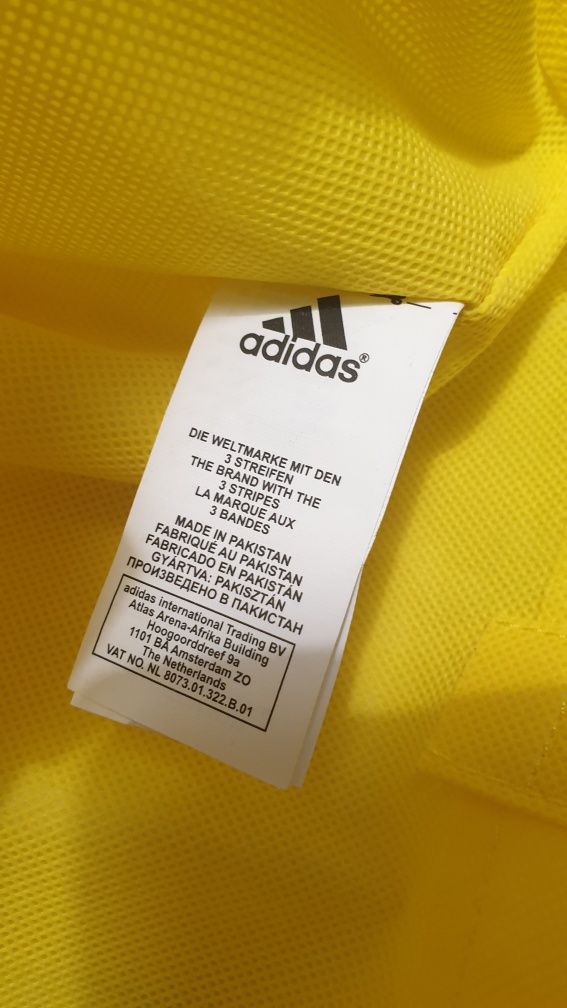 adidas®
DIE WELTMARKE MIT DEN
3 STREIFEN
THE BRAND WITH THE
3 STRIPES
LA MARQUE AUX
3 BANDES
MADE IN PAKISTAN
FABRIQUÉ AU PAKISTAN
FABRICADO EN PAKISTÁN
GYÁRTVA: PAKISZTÁN
ПРОИЗВЕДЕНО В ПАКИСТАН
adidas international Trading BV
Atlas Arena-Afrika Building
Hoogoorddreef 9a
1101 BA Amsterdam ZO
The Netherlands
VAT NO. NL 8073.01.322.B.01